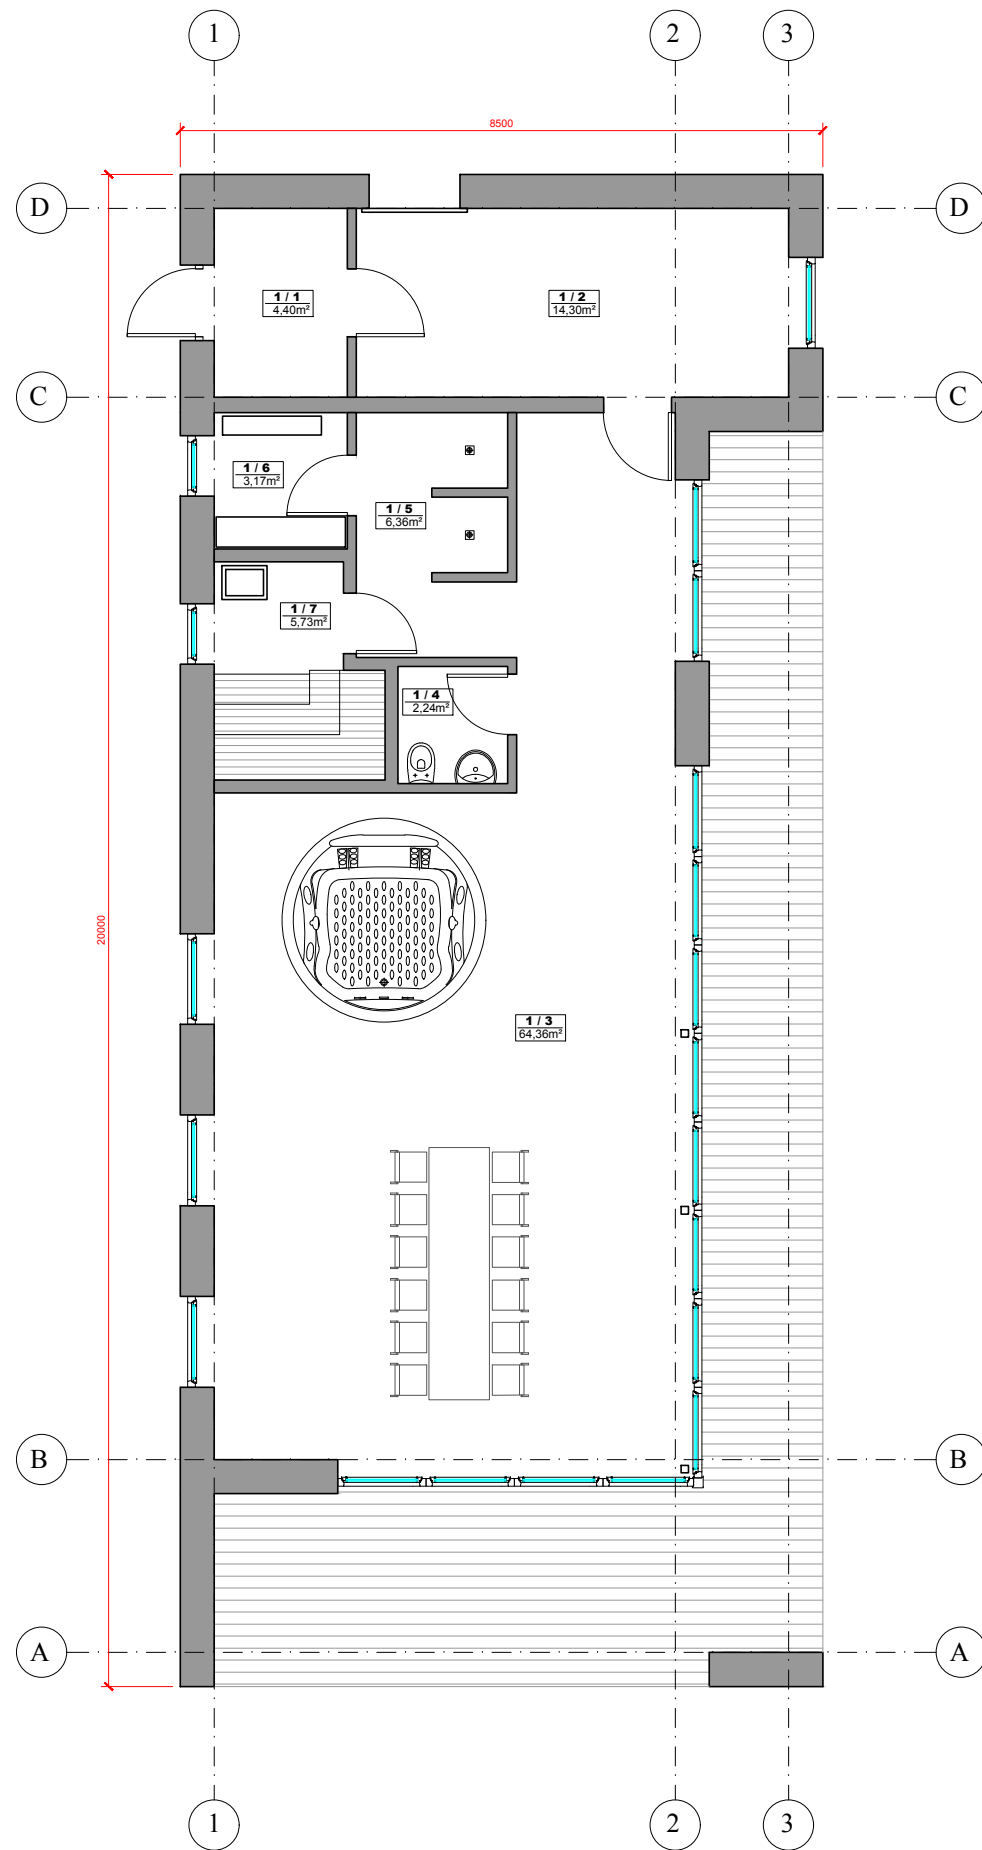 1
2
3
8500
D
D
1 / 1
4,40m²
1 / 2
14,30m²
C
C
1 / 6
3,17m²
1 / 5
6,36m²
1 / 7
5,73m²
1 / 4
2,24m²
20000
1 / 3
64,36m²
B
B
A
A
1
2
3